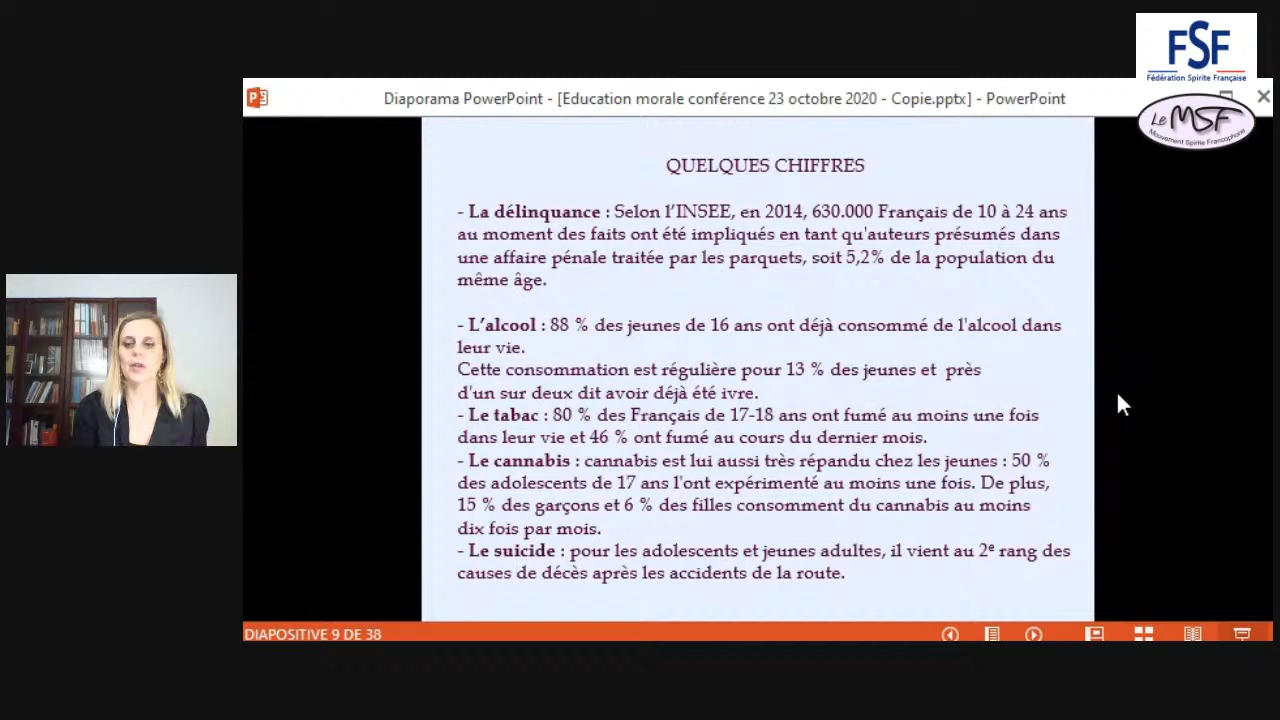 FSF
Fédération Spirite Française
Diaporama PowerPoint - [Education morale conférence 23 octobre 2020 - Copie.pptx] - PowerPoint
Le MSF
Mouvement Spirite Francophone
QUELQUES CHIFFRES
- La délinquance : Selon l'INSEE, en 2014, 630.000 Français de 10 à 24 ans
au moment des faits ont été impliqués en tant qu'auteurs présumés dans
une affaire pénale traitée par les parquets, soit 5,2% de la population du
même âge.
- L'alcool : 88 % des jeunes de 16 ans ont déjà consommé de l'alcool dans
leur vie.
Cette consommation est régulière pour 13 % des jeunes et près
d'un sur deux dit avoir déjà été ivre.
- Le tabac : 80 % des Français de 17-18 ans ont fumé au moins une fois
dans leur vie et 46 % ont fumé au cours du dernier mois.
- Le cannabis : cannabis est lui aussi très répandu chez les jeunes : 50 %
des adolescents de 17 ans l'ont expérimenté au moins une fois. De plus,
15 % des garçons et 6 % des filles consomment du cannabis au moins
dix fois par mois.
- Le suicide : pour les adolescents et jeunes adultes, il vient au 2e rang des
causes de décès après les accidents de la route.
DIAPOSITIVE 9 DE 38